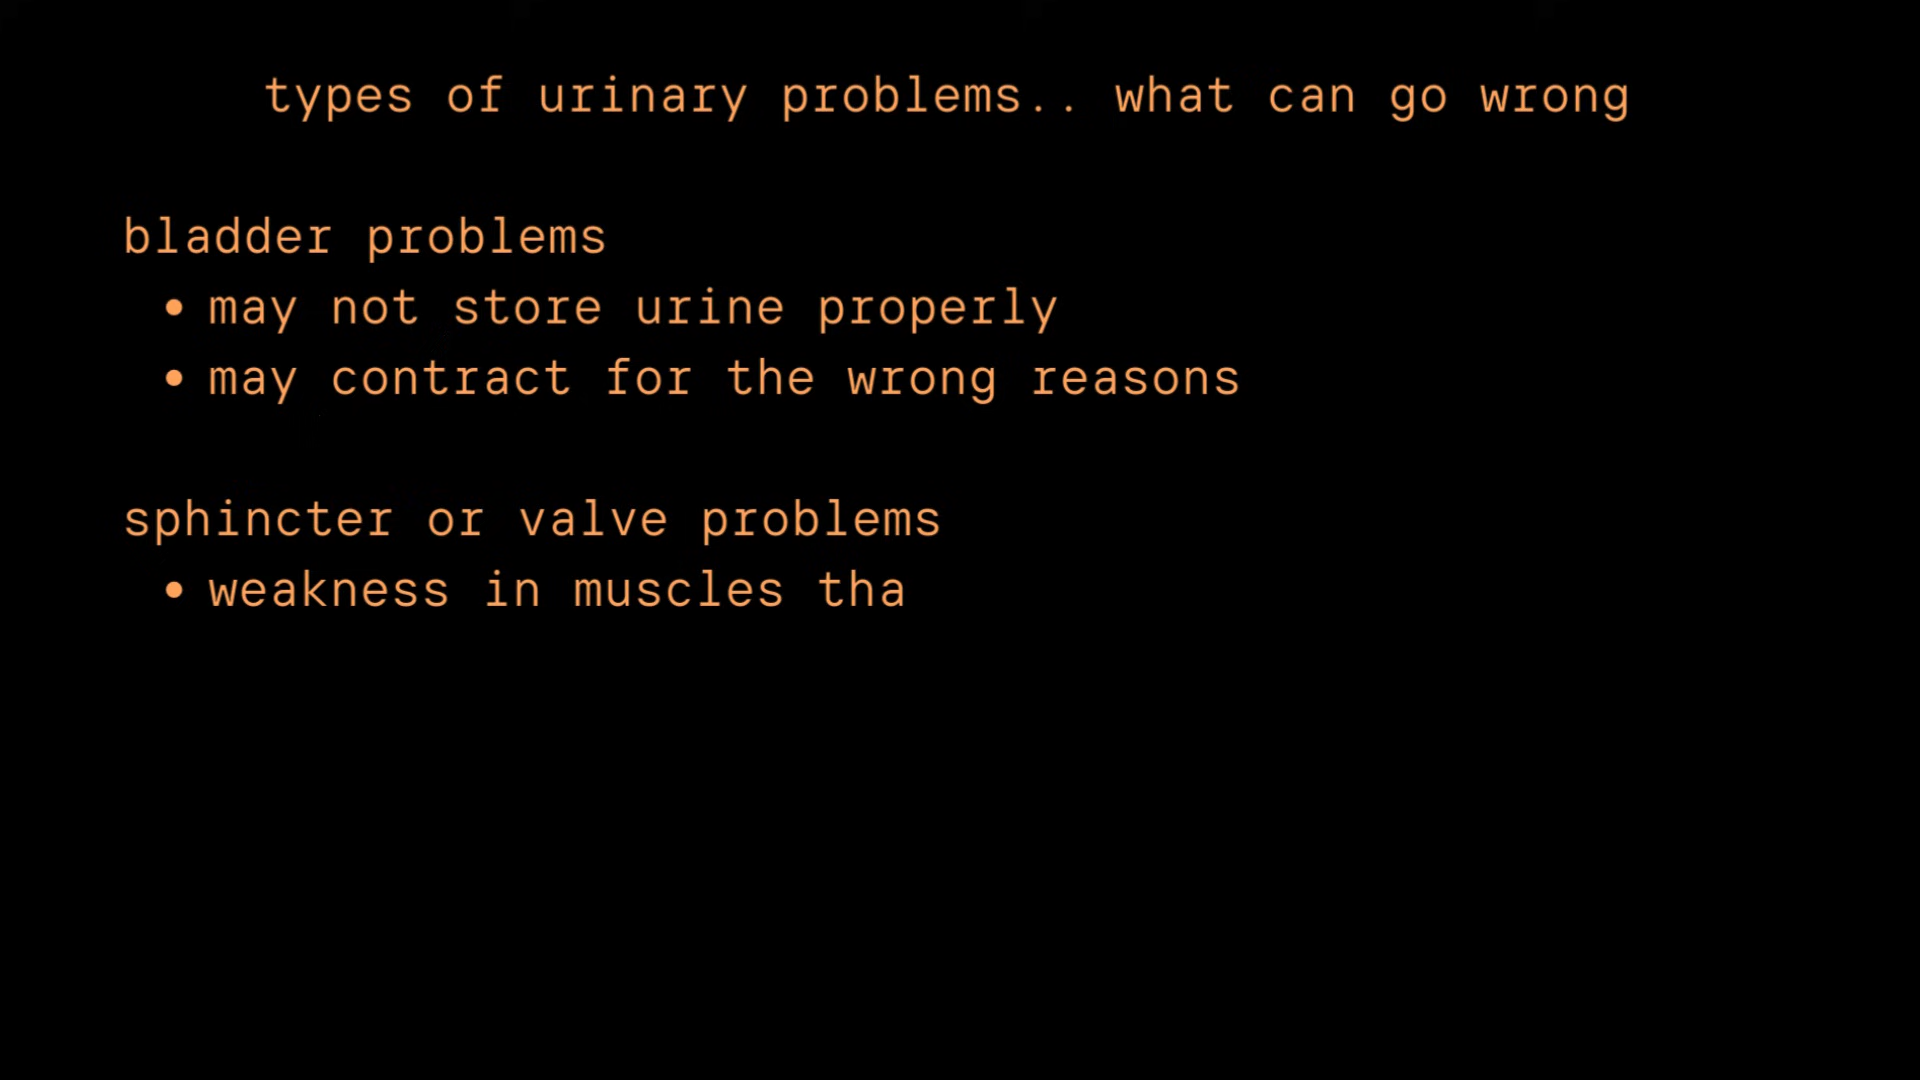 types of urinary problems.. what can go wrong
bladder problems
• may not store urine properly
• may contract for the wrong reasons
sphincter or valve problems
• weakness in muscles tha